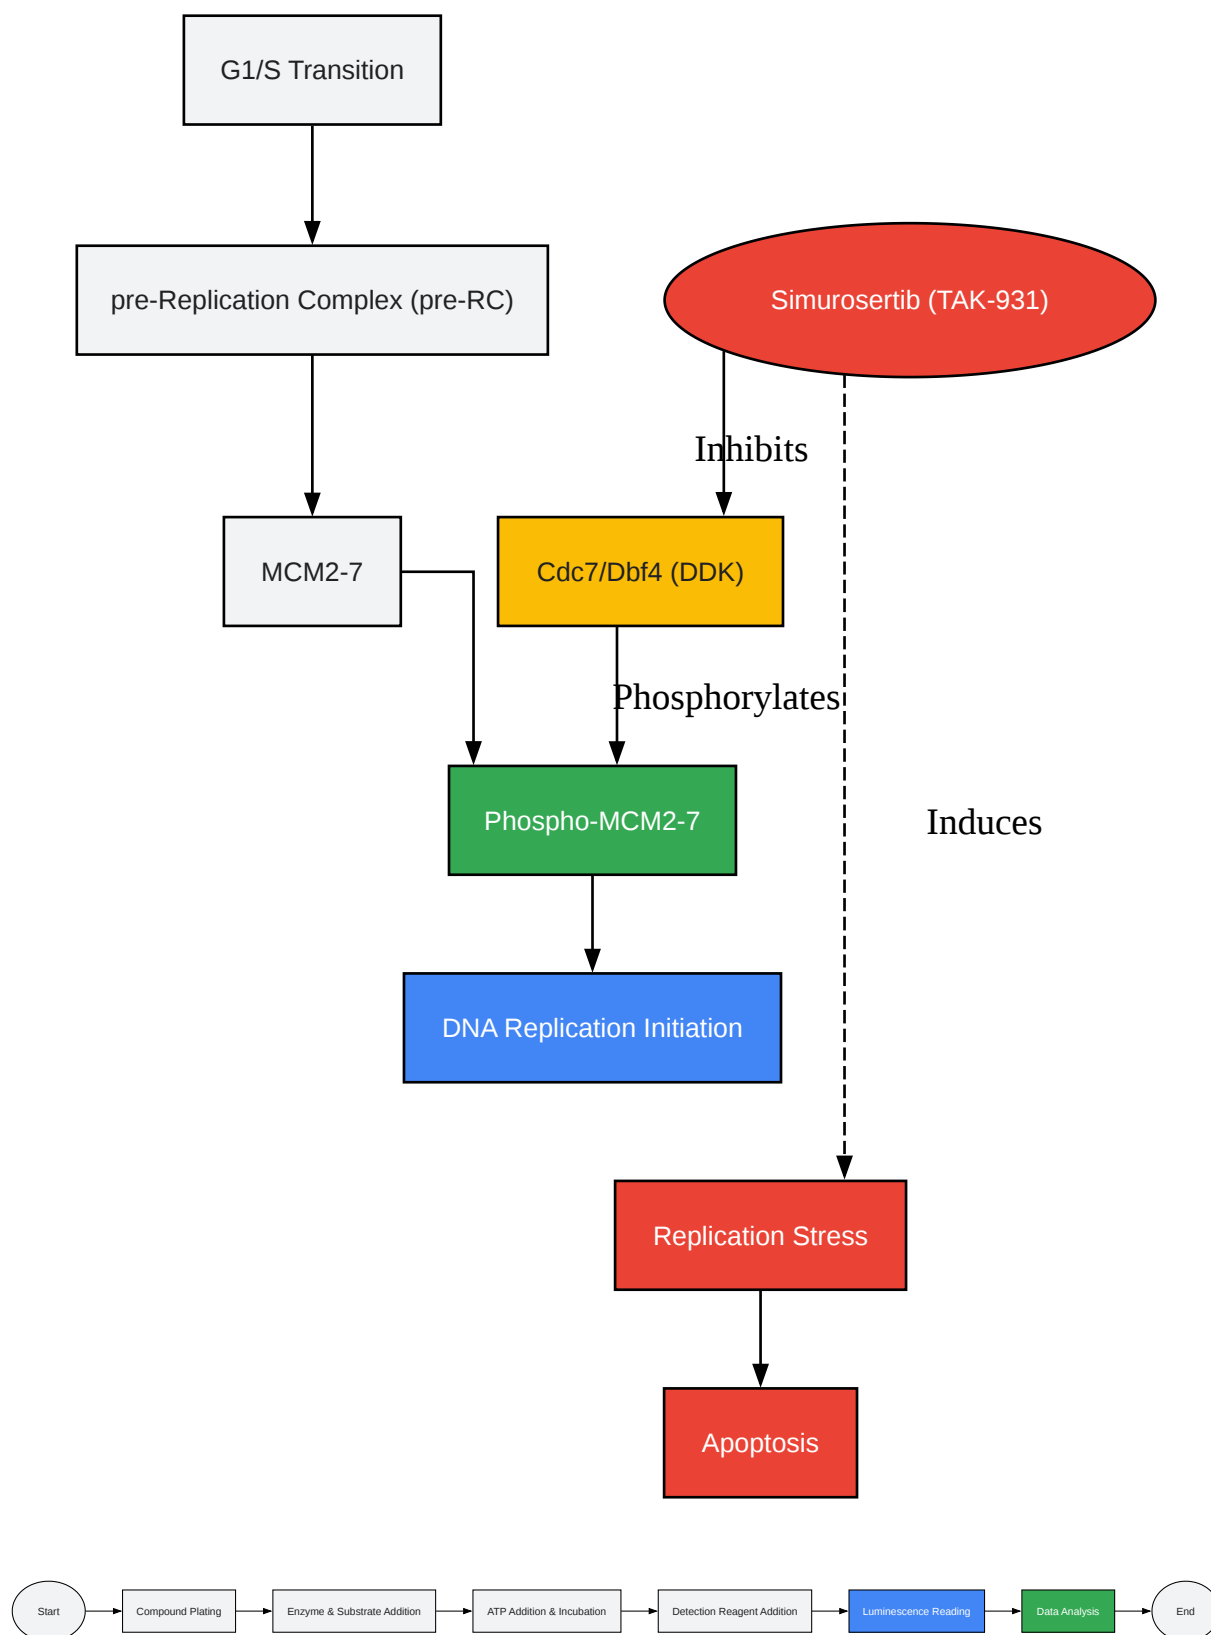 G1/S Transition
pre-Replication Complex (pre-RC)
Simurosertib (TAK-931)
Inhibits
MCM2-7
Cdc7/Dbf4 (DDK)
Phosphorylates
Phospho-MCM2-7
Induces
DNA Replication Initiation
Replication Stress
Apoptosis
Start
Compound Plating
Enzyme & Substrate Addition
ATP Addition & Incubation
Detection Reagent Addition
Luminescence Reading
Data Analysis
End